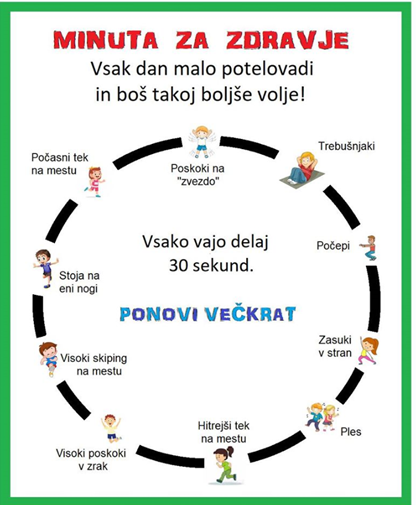 MINUTA ZA ZDRAVJE
Vsak dan malo potelovadi
in boš takoj boljše volje!
Poskoki na
"zvezdo"
Trebušnjaki
Počepi
Zasuki
v stran
Ples
Hitrejši tek
na mestu
Visoki poskoki
v zrak
Visoki skiping
na mestu
Stoja na
eni nogi
Počasni tek
na mestu
Vsako vajo delaj
30 sekund.
PONOVI VEČKRAT